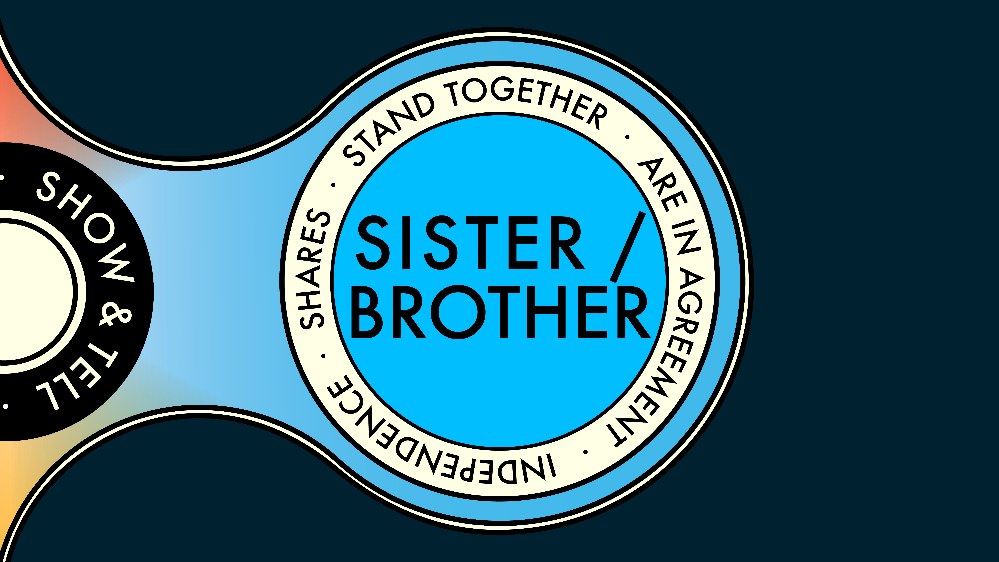 · SHOW & TELL ·
STAND TOGETHER · ARE IN AGREEMENT · INDEPENDENCE · SHARES ·
SISTER /
BROTHER